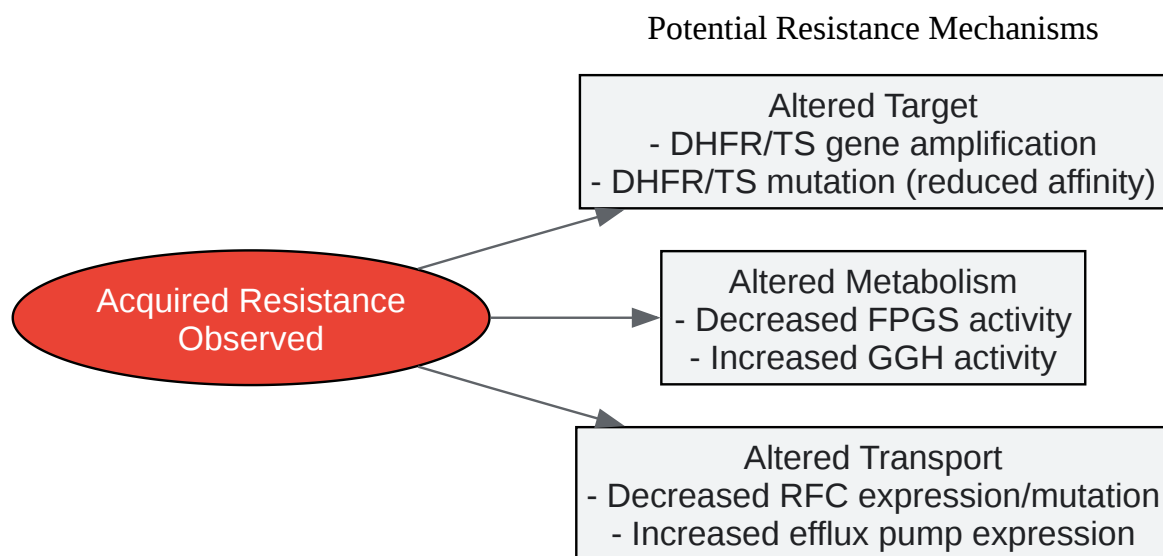 Potential Resistance Mechanisms
Altered Target
- DHFR/TS gene amplification
- DHFR/TS mutation (reduced affinity)
Acquired Resistance
Observed
Altered Metabolism
- Decreased FPGS activity
- Increased GGH activity
Altered Transport
- Decreased RFC expression/mutation
- Increased efflux pump expression